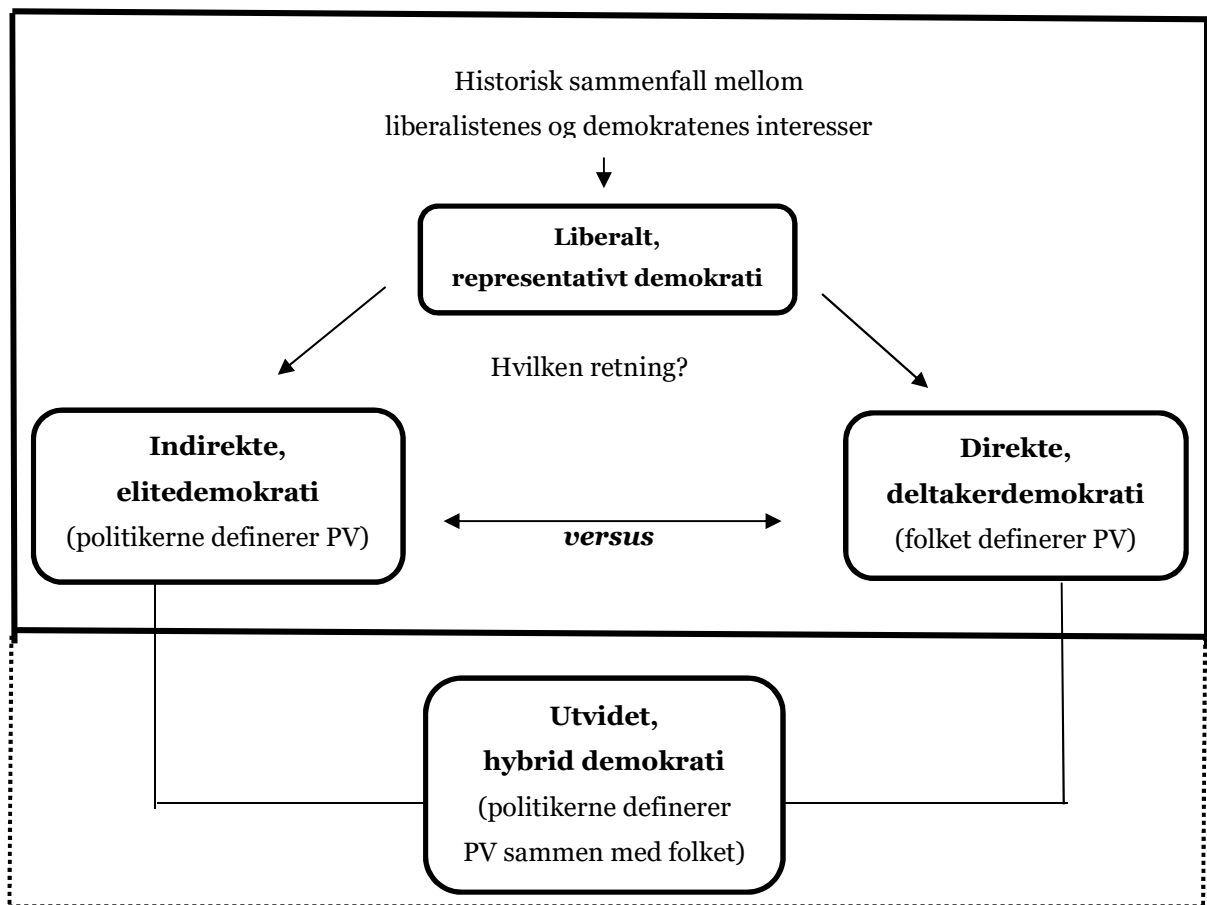 Historisk sammenfall mellom
liberalistenes og demokratenes interesser
Liberalt,
representativt demokrati
Hvilken retning?
Indirekte,
elitedemokrati
(politikerne definerer PV)
versus
Direkte,
deltakerdemokrati
(folket definerer PV)
Utvidet,
hybrid demokrati
(politikerne definerer
PV sammen med folket)